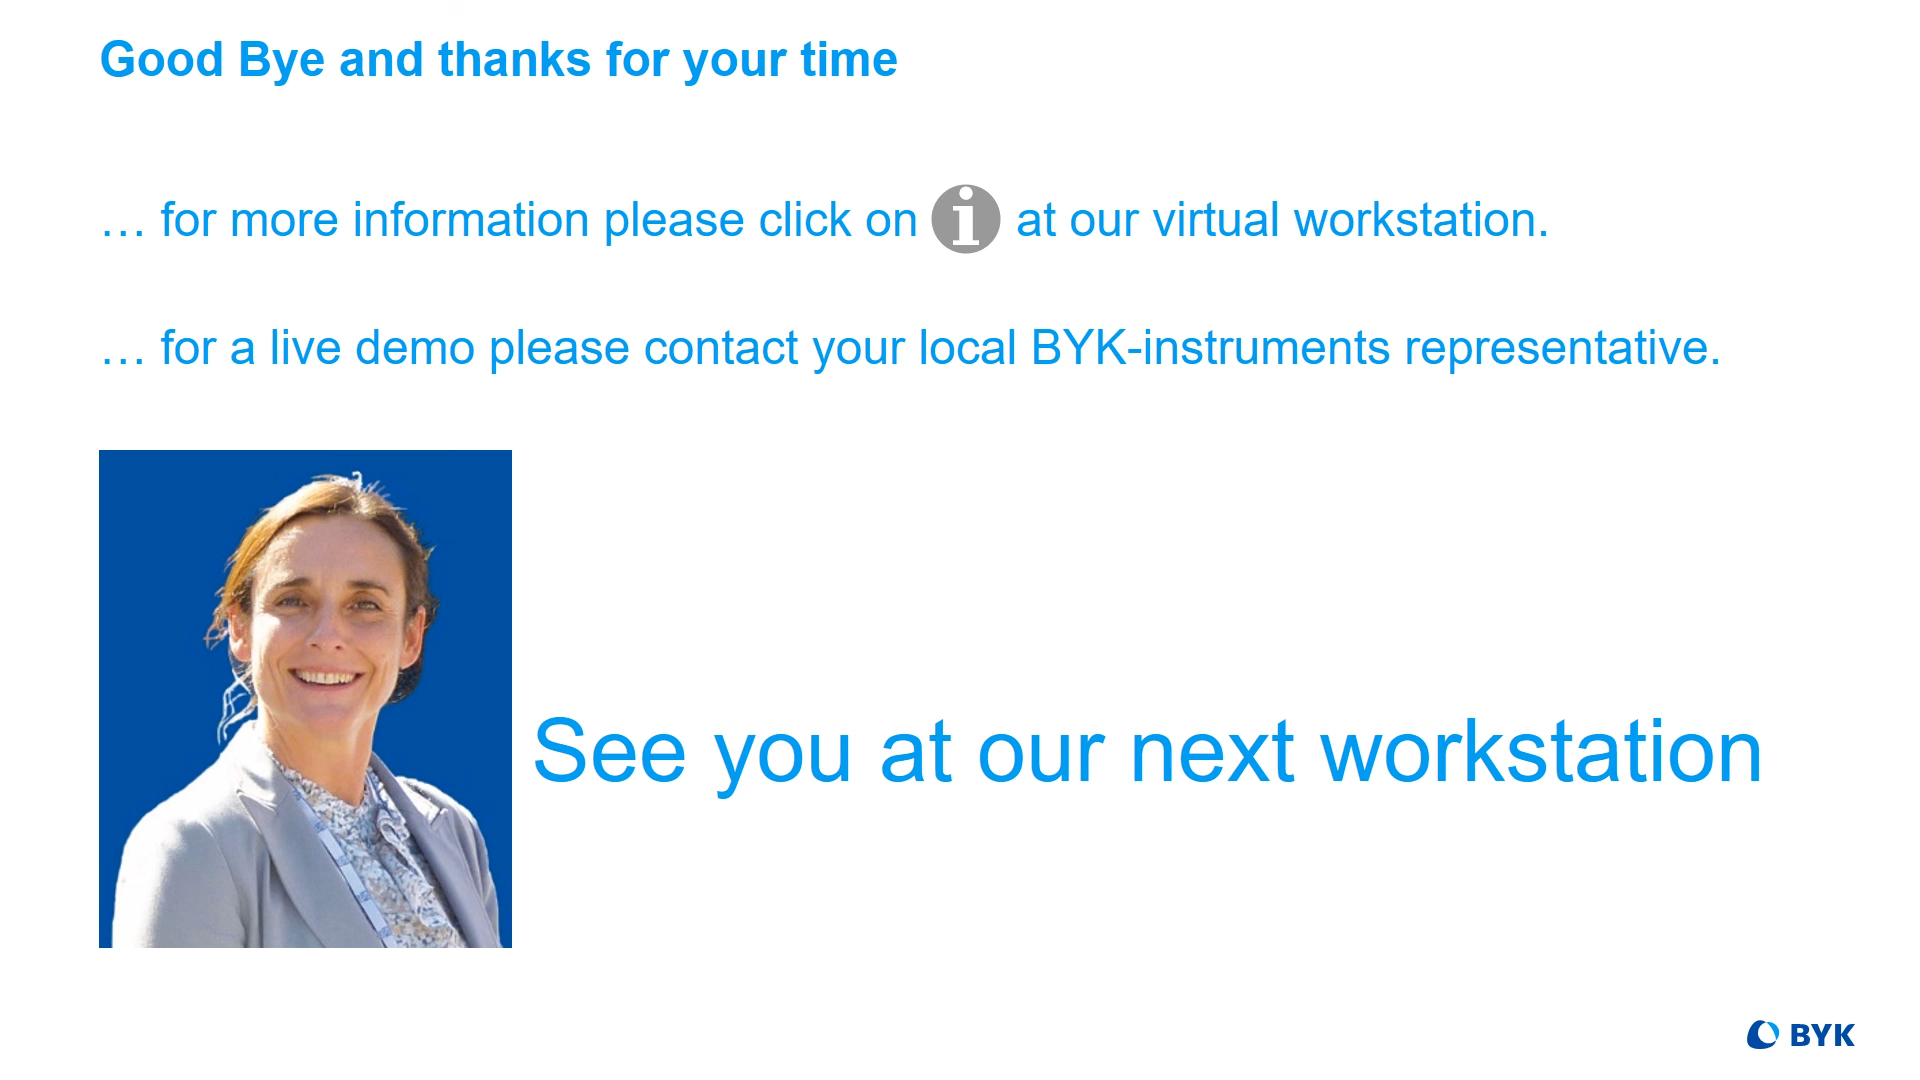 Good Bye and thanks for your time
… for more information please click on i at our virtual workstation.
… for a live demo please contact your local BYK-instruments representative.
See you at our next workstation
BYK